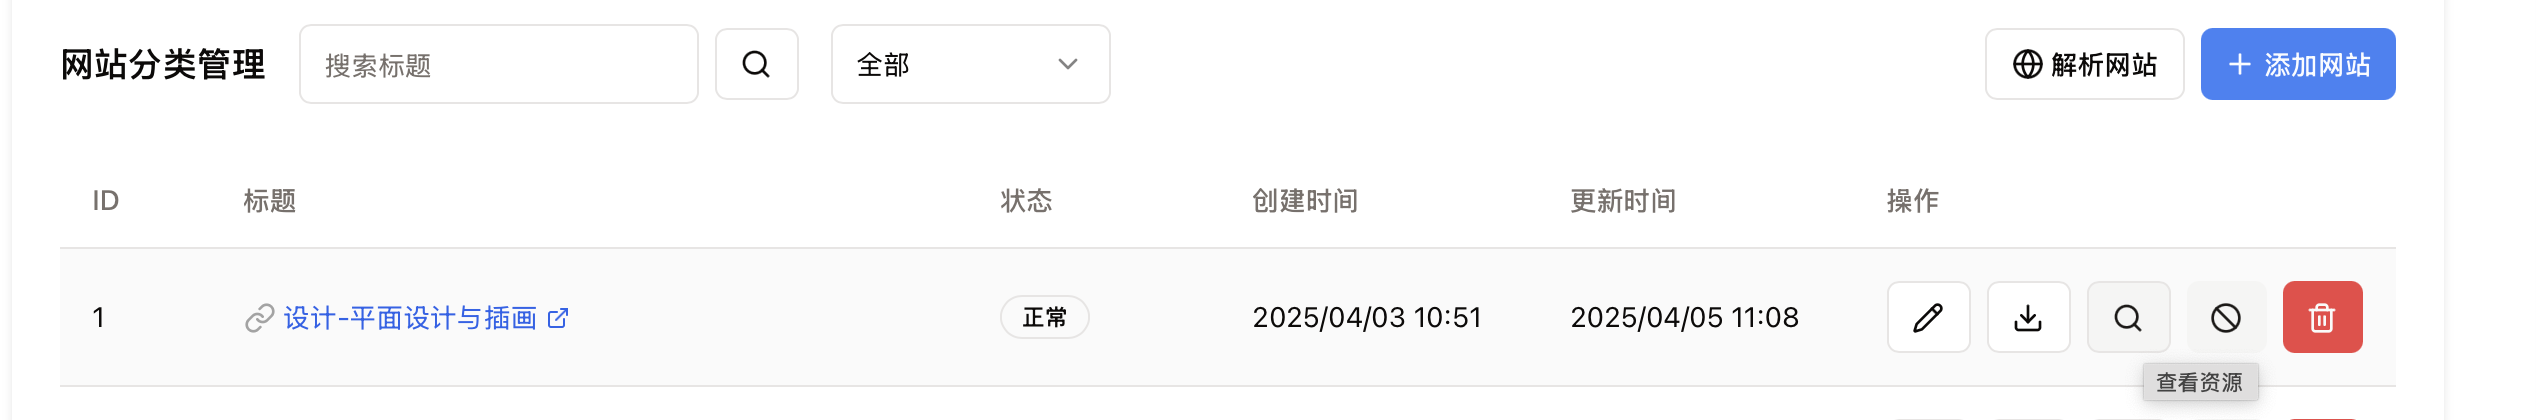 网站分类管理 搜索标题 全部 解析网站 添加网站
ID 标题 状态 创建时间 更新时间 操作
1 设计-平面设计与插画 正常 2025/04/03 10:51 2025/04/05 11:08
查看资源